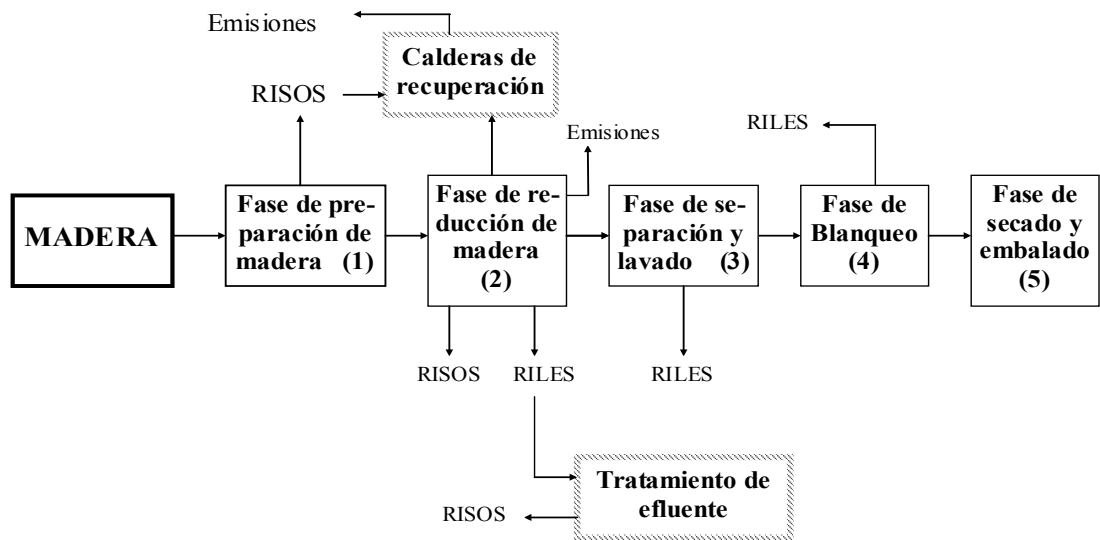 Emisiones
Calderas de
recuperación
RISOS
Emisiones
RILES
MADERA
Fase de pre-
paración de
madera (1)
Fase de re-
ducción de
madera
(2)
Fase de se-
paración y
lavado (3)
Fase de
Blanqueo
(4)
Fase de
secado y
embalado
(5)
RISOS
RILES
RILES
Tratamiento de
efluente
RISOS